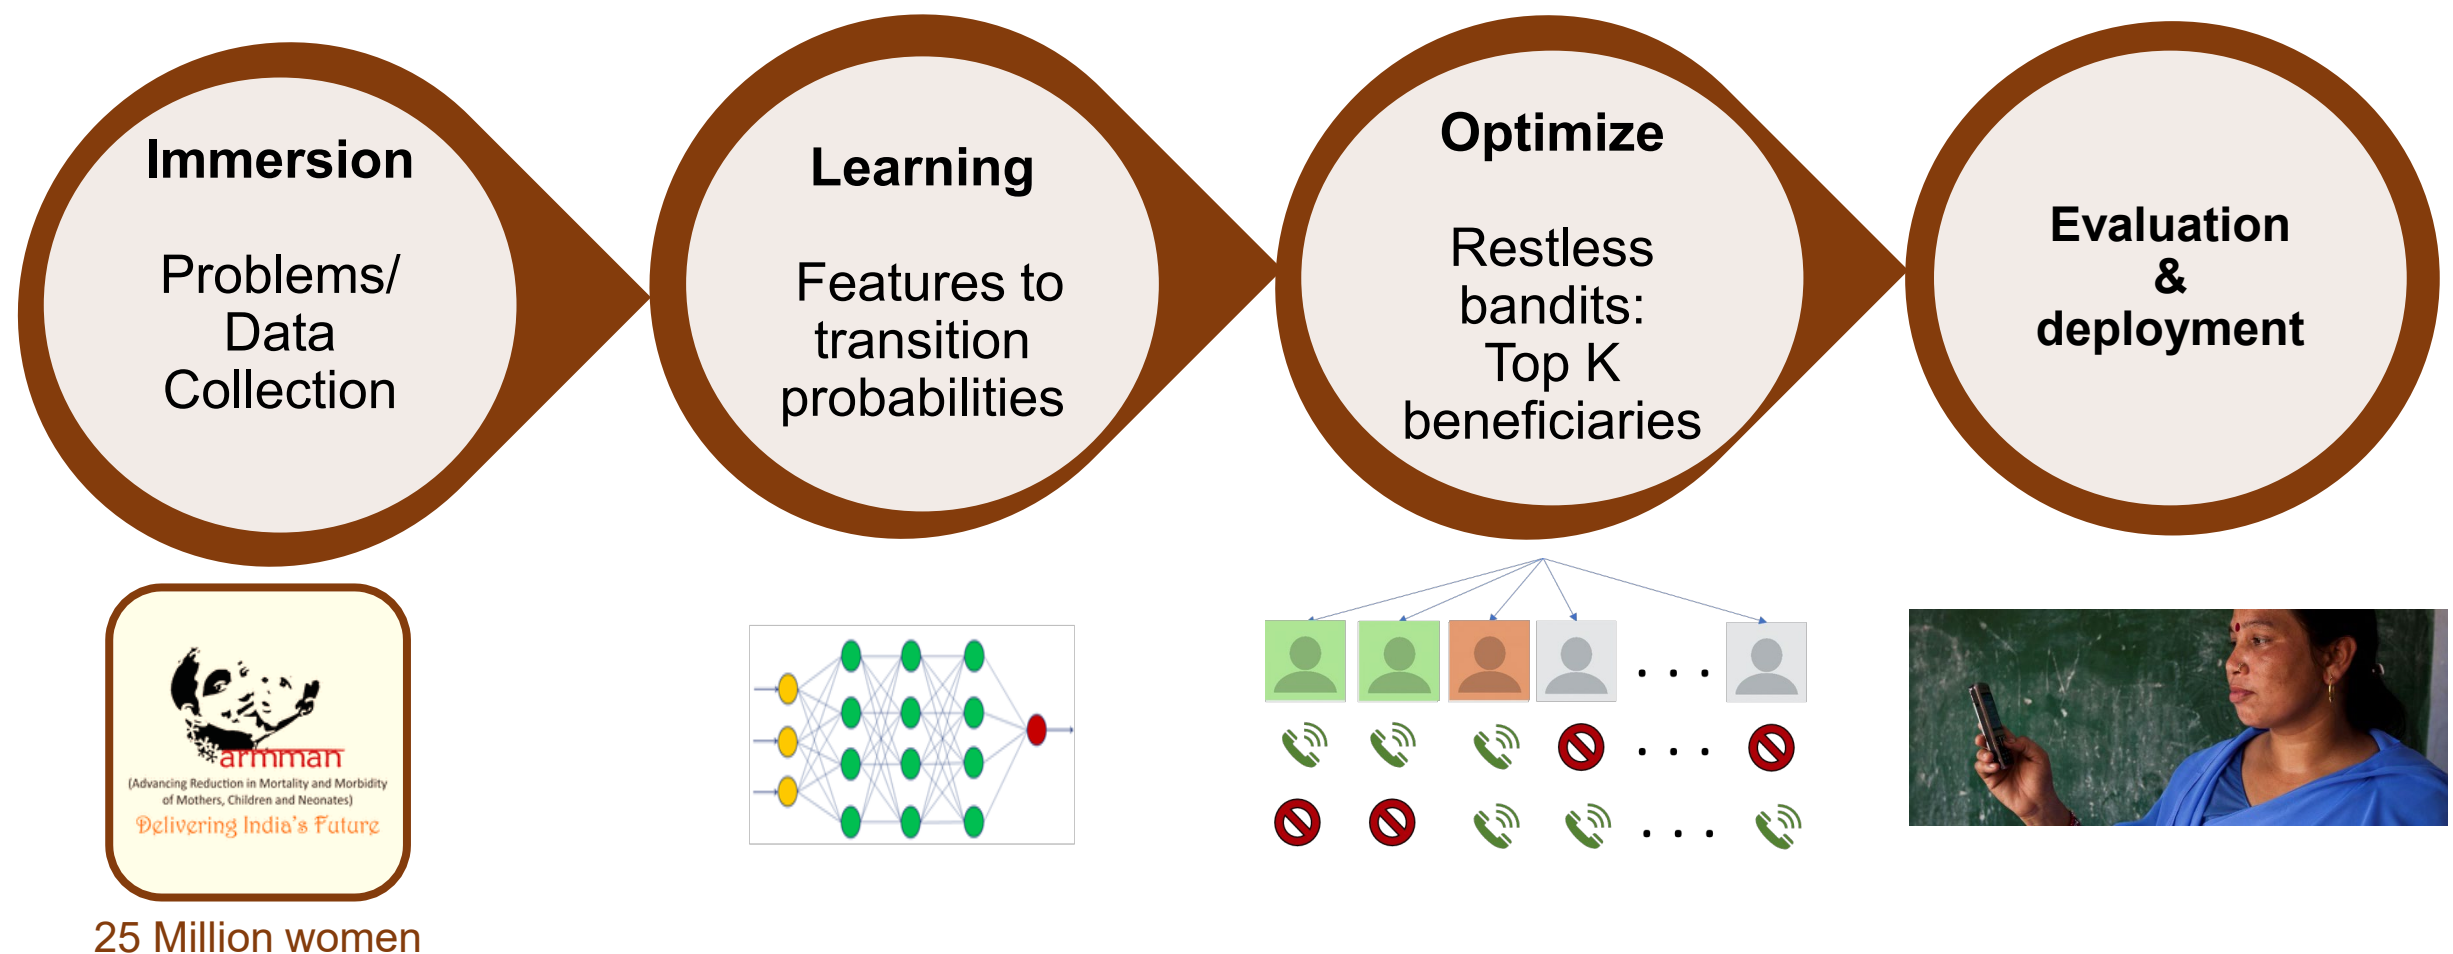 Immersion
Problems/
Data
Collection
Learning
Features to
transition
probabilities
Optimize
Restless
bandits:
Top K
beneficiaries
Evaluation
&
deployment
armman
(Advancing Reduction in Mortality and Morbidity
of Mothers, Children and Neonates)
Delivering India's Future
25 Million women